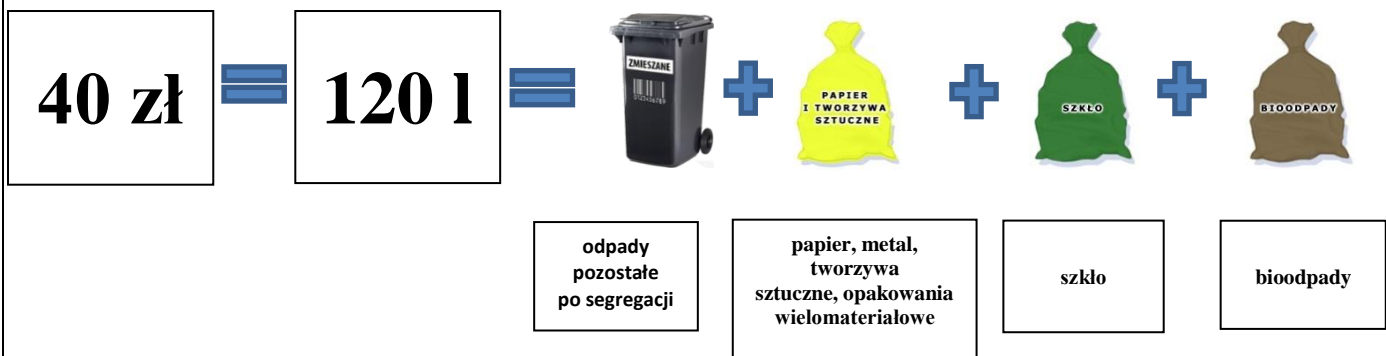 40 zł
120 l
ZMIESZANE
0123456789
PAPIER
I TWORZYWA
SZTUCZNE
SZKŁO
BIOODPADY
odpady
pozostałe
po segregacji
papier, metal,
tworzywa
sztuczne, opakowania
wielomateriałowe
szkło
bioodpady